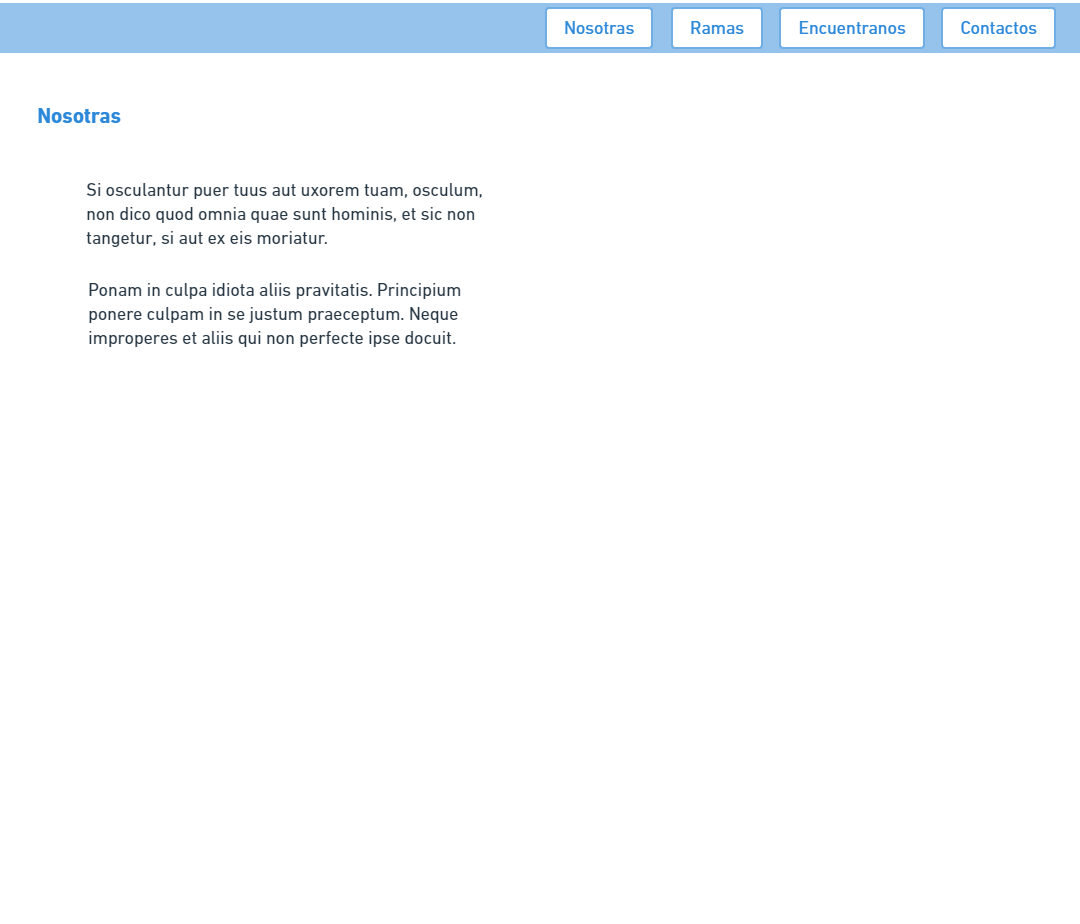 Nosotras Ramas Encuentranos Contactos
Nosotras
Si osculantur puer tuus aut uxorem tuam, osculum,
non dico quod omnia quae sunt hominis, et sic non
tangetur, si aut ex eis moriatur.
Ponam in culpa idiota aliis pravitatis. Principium
ponere culpam in se justum praeceptum. Neque
improperes et aliis qui non perfecte ipse docuit.